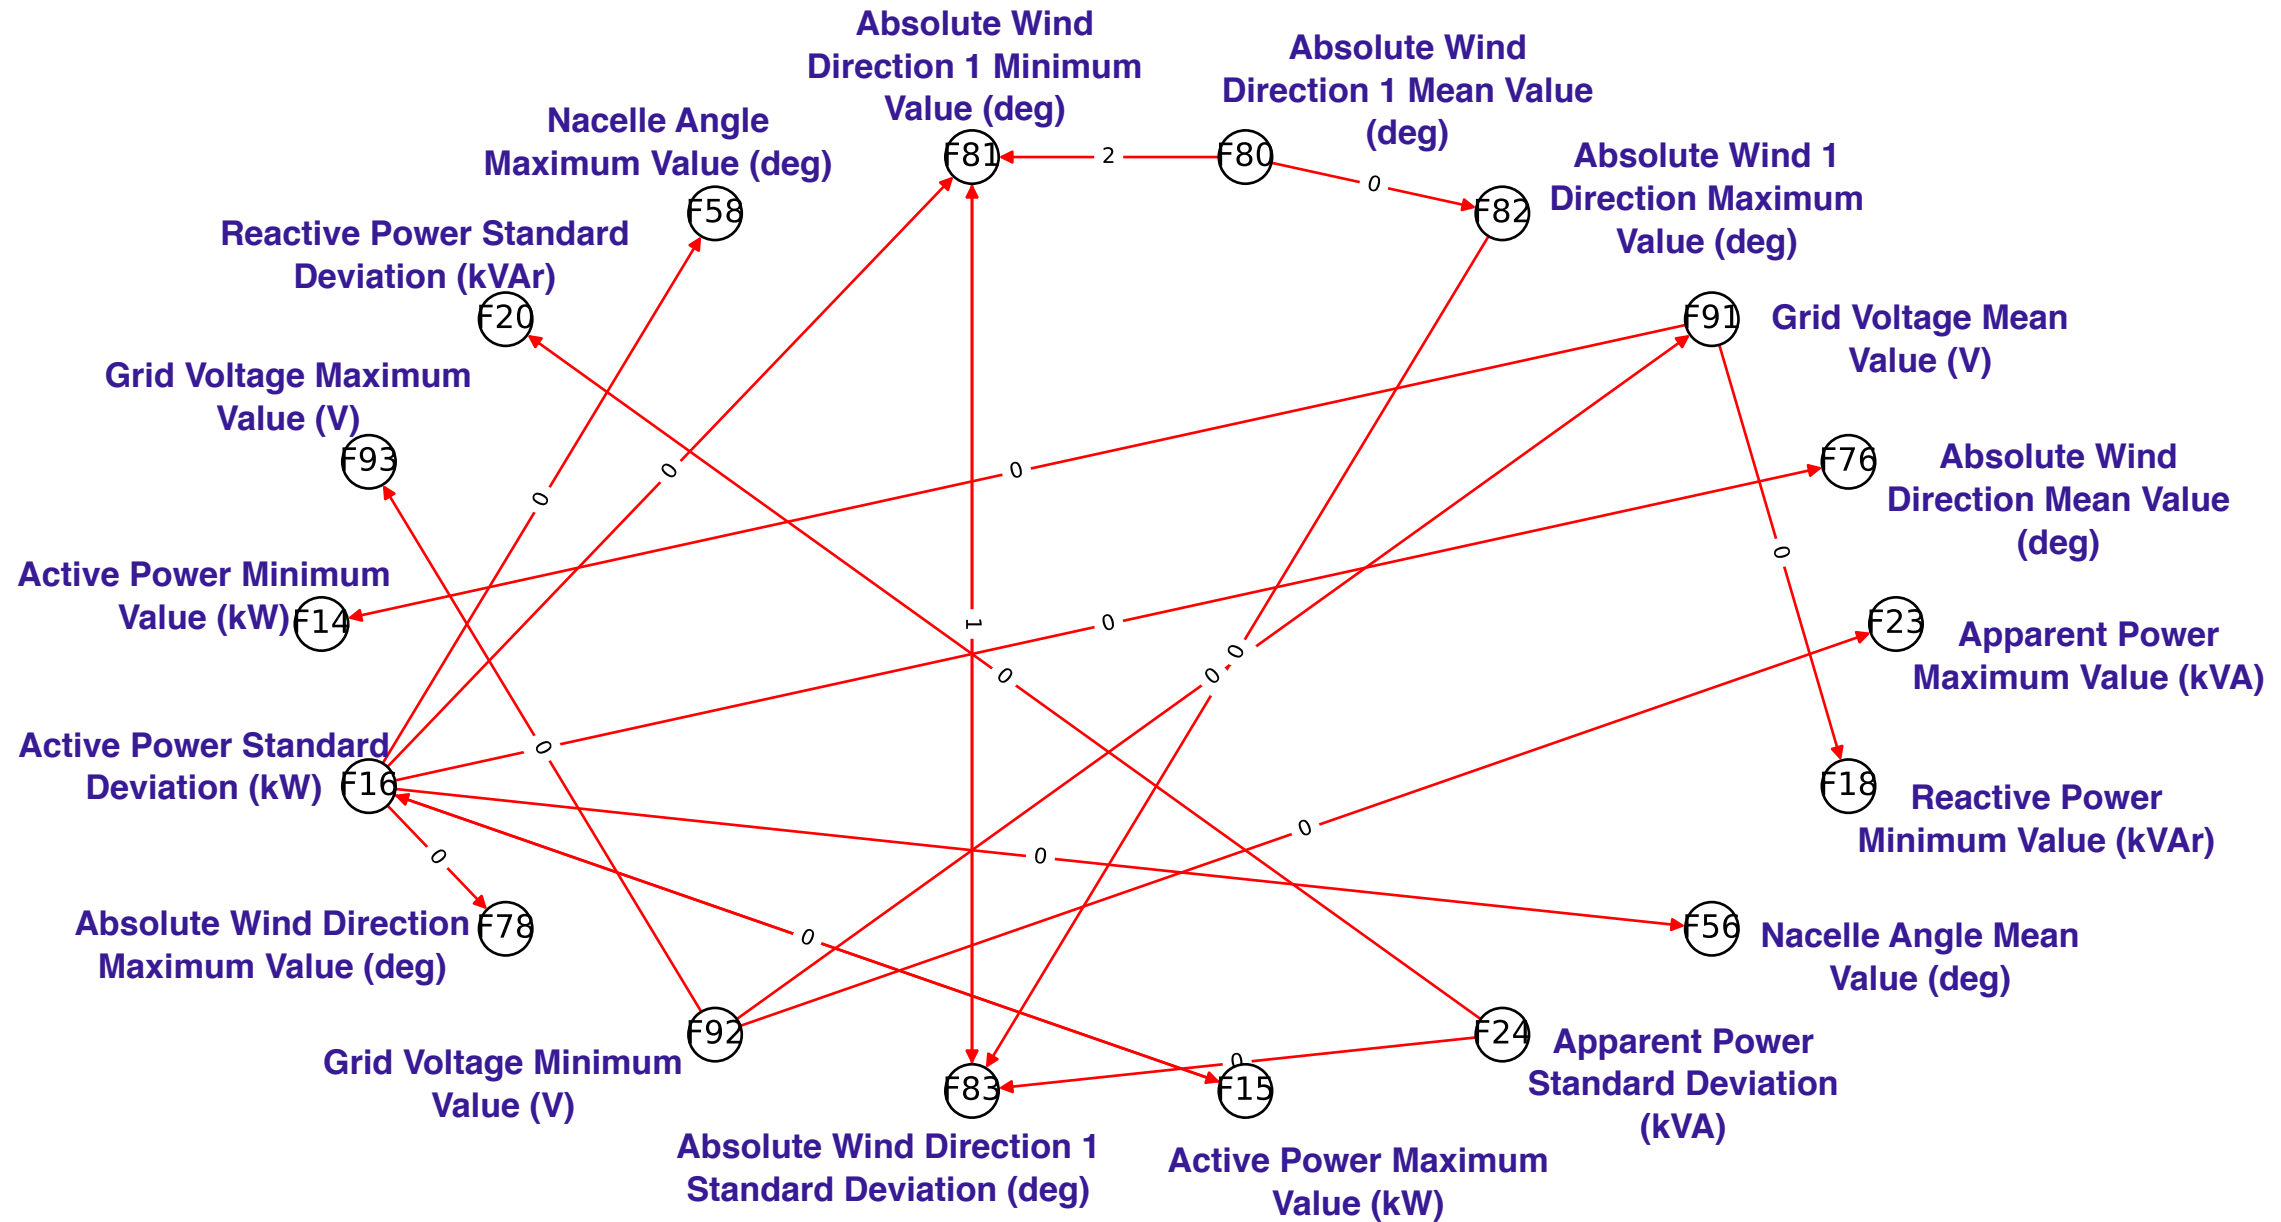 Absolute Wind
Direction 1 Minimum
Value (deg)
Absolute Wind
Direction 1 Mean Value
(deg)
Nacelle Angle
Maximum Value (deg)
F81
2
F80
Absolute Wind 1
Direction Maximum
Value (deg)
0
F82
F58
Reactive Power Standard
Deviation (kVAr)
F20
F91
Grid Voltage Mean
Value (V)
Grid Voltage Maximum
Value (V)
F93
0
0
0
F76
Absolute Wind
Direction Mean Value
(deg)
0
Active Power Minimum
Value (kW)
F14
1
0
F23
Apparent Power
Maximum Value (kVA)
0
0
0
Active Power Standard
Deviation (kW)
F16
0
F18
Reactive Power
Minimum Value (kVAr)
0
0
0
Absolute Wind Direction
Maximum Value (deg)
F78
0
F56
Nacelle Angle Mean
Value (deg)
F92
Grid Voltage Minimum
Value (V)
F24
Apparent Power
Standard Deviation
(kVA)
0
F83
F15
Absolute Wind Direction 1
Standard Deviation (deg)
Active Power Maximum
Value (kW)